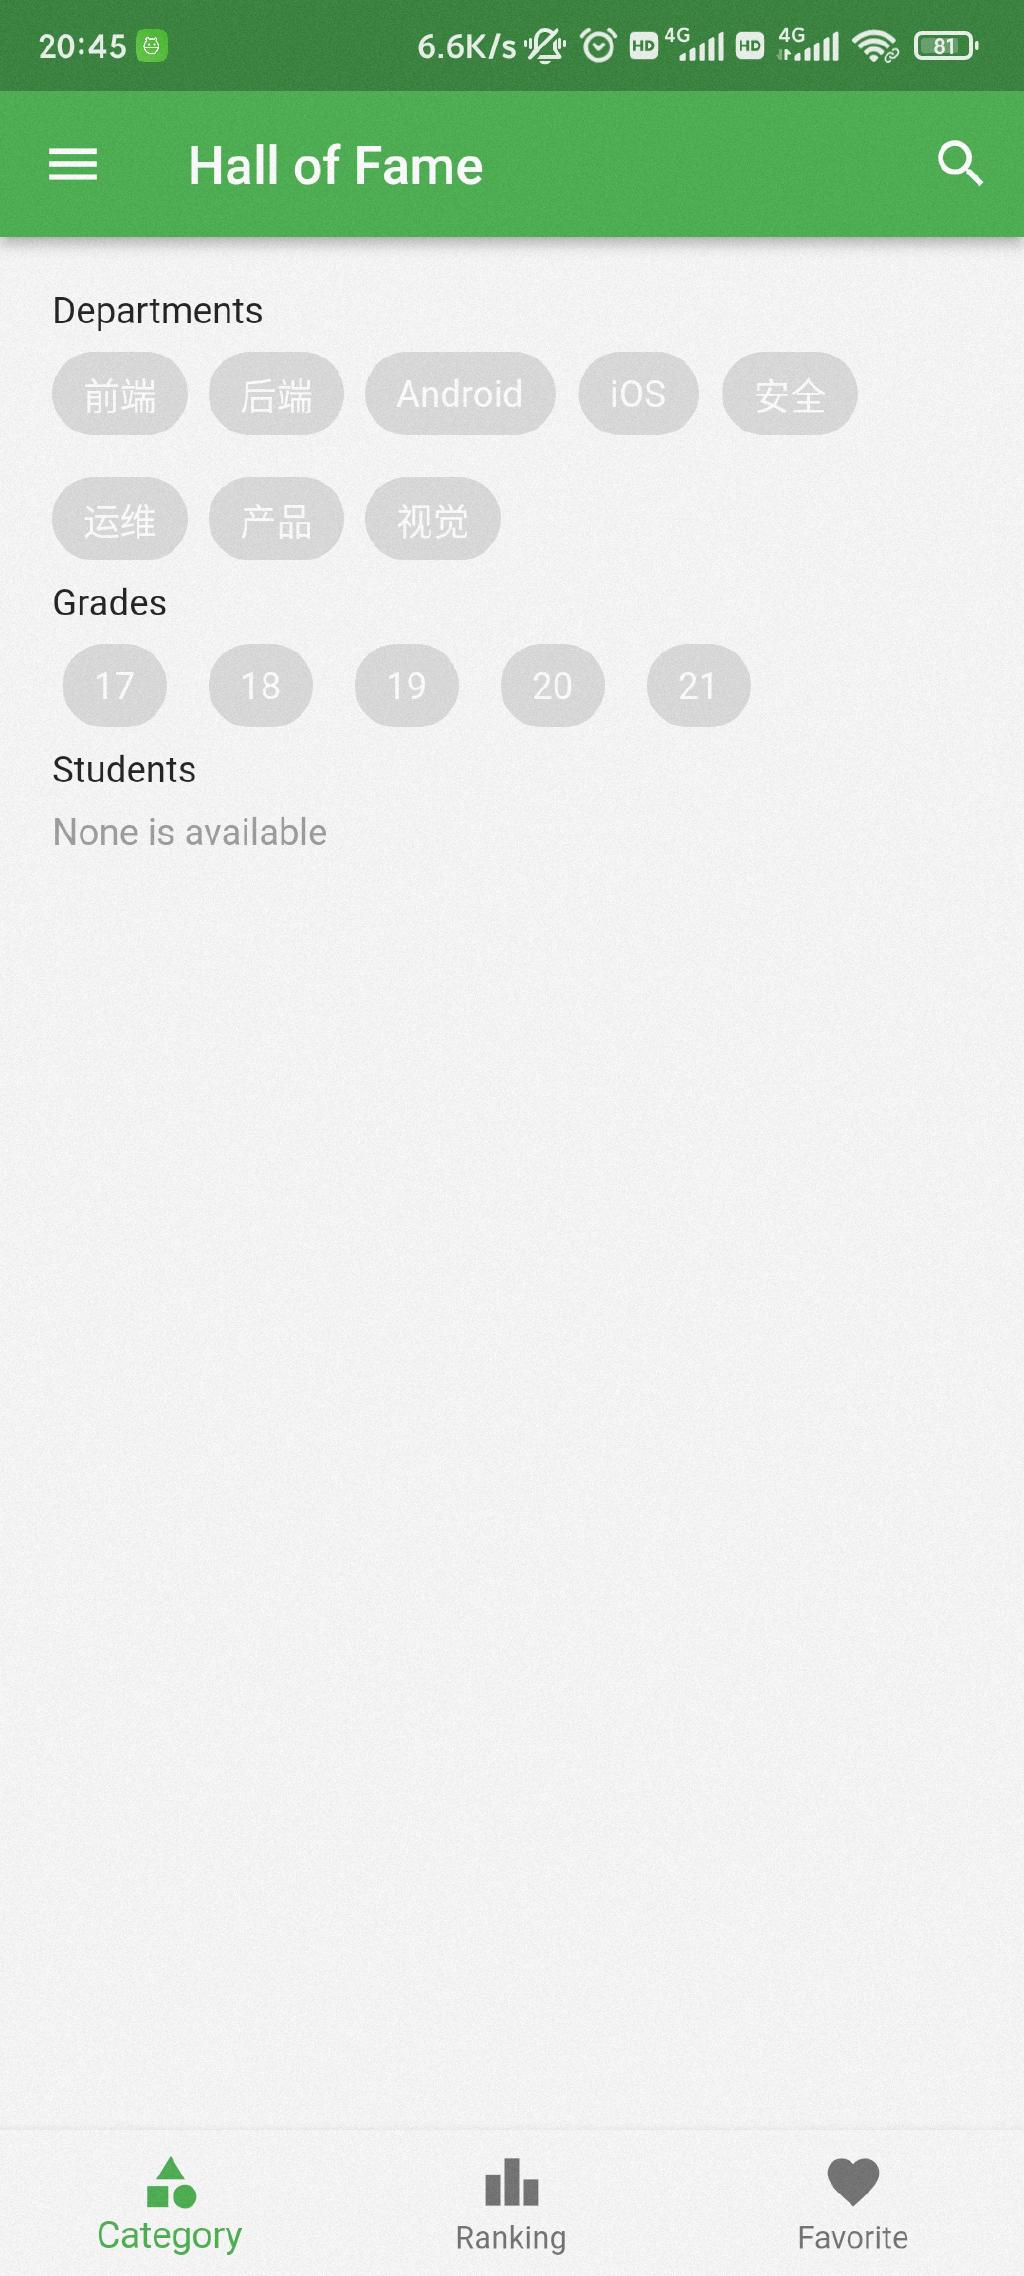 20:45 6.6K/s HD 4G HD 4G 81
Hall of Fame
Departments
前端 后端 Android iOS 安全
运维 产品 视觉
Grades
17 18 19 20 21
Students
None is available
Category Ranking Favorite